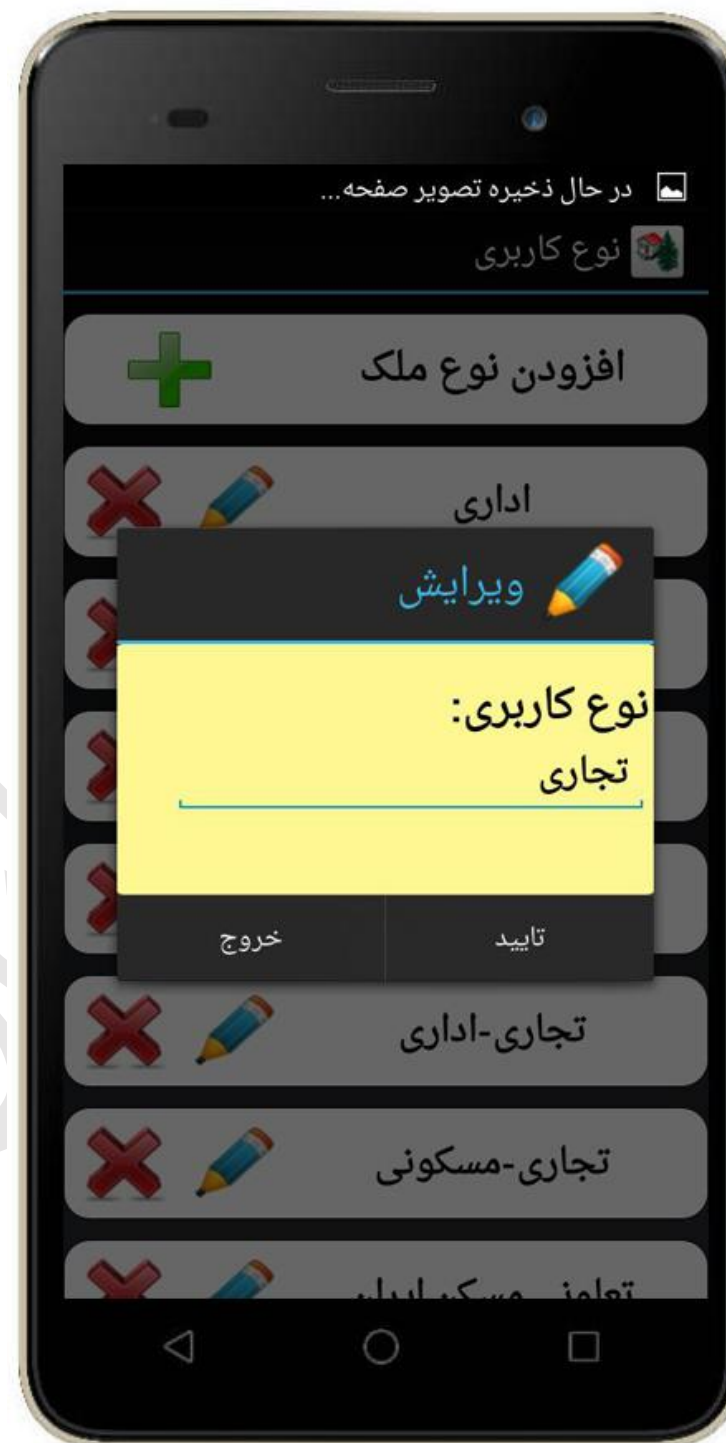 در حال ذخیره تصویر صفحه...
نوع کاربری
افزودن نوع ملک
اداری
ویرایش
نوع کاربری:
تجاری
تایید
خروج
تجاری-اداری
تجاری-مسکونی